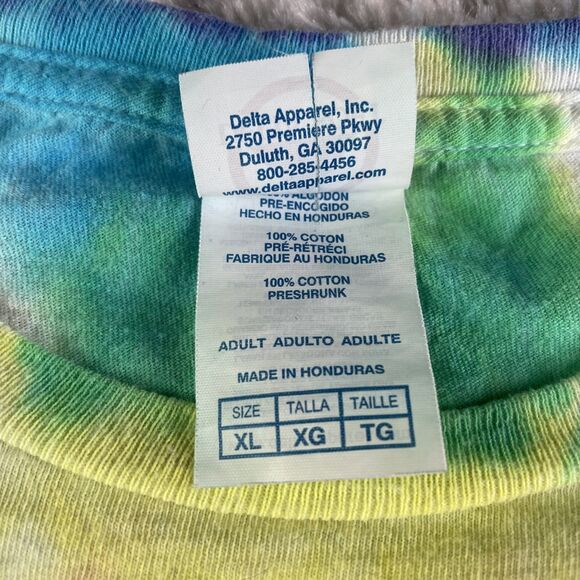 Delta Apparel, Inc.
2750 Premiere Pkwy
Duluth, GA 30097
800-285-4456
www.deltaapparel.com
ALGODON
PRE-ENCOGIDO
HECHO EN HONDURAS
100% COTON
PRÉ-RÉTRÉCI
FABRIQUE AU HONDURAS
100% COTTON
PRESHRUNK
ADULT ADULTO ADULTE
MADE IN HONDURAS
SIZE TALLA TAILLE
XL XG TG